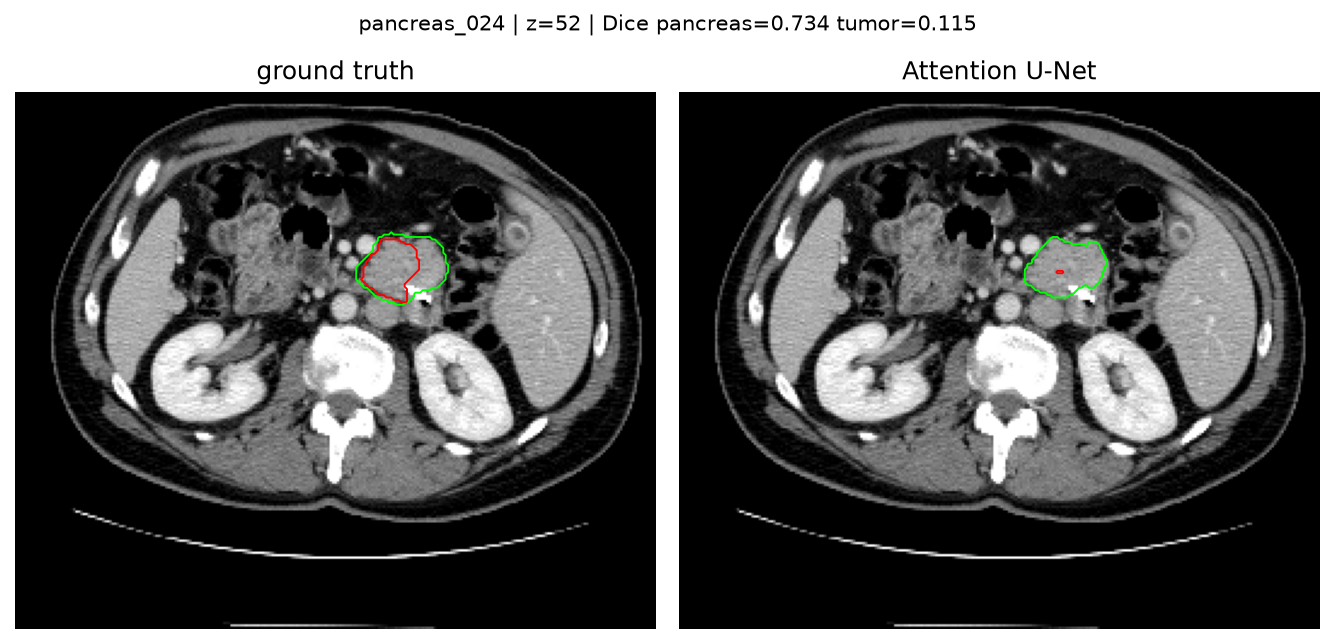 pancreas_024 | z=52 | Dice pancreas=0.734 tumor=0.115
ground truth
Attention U-Net